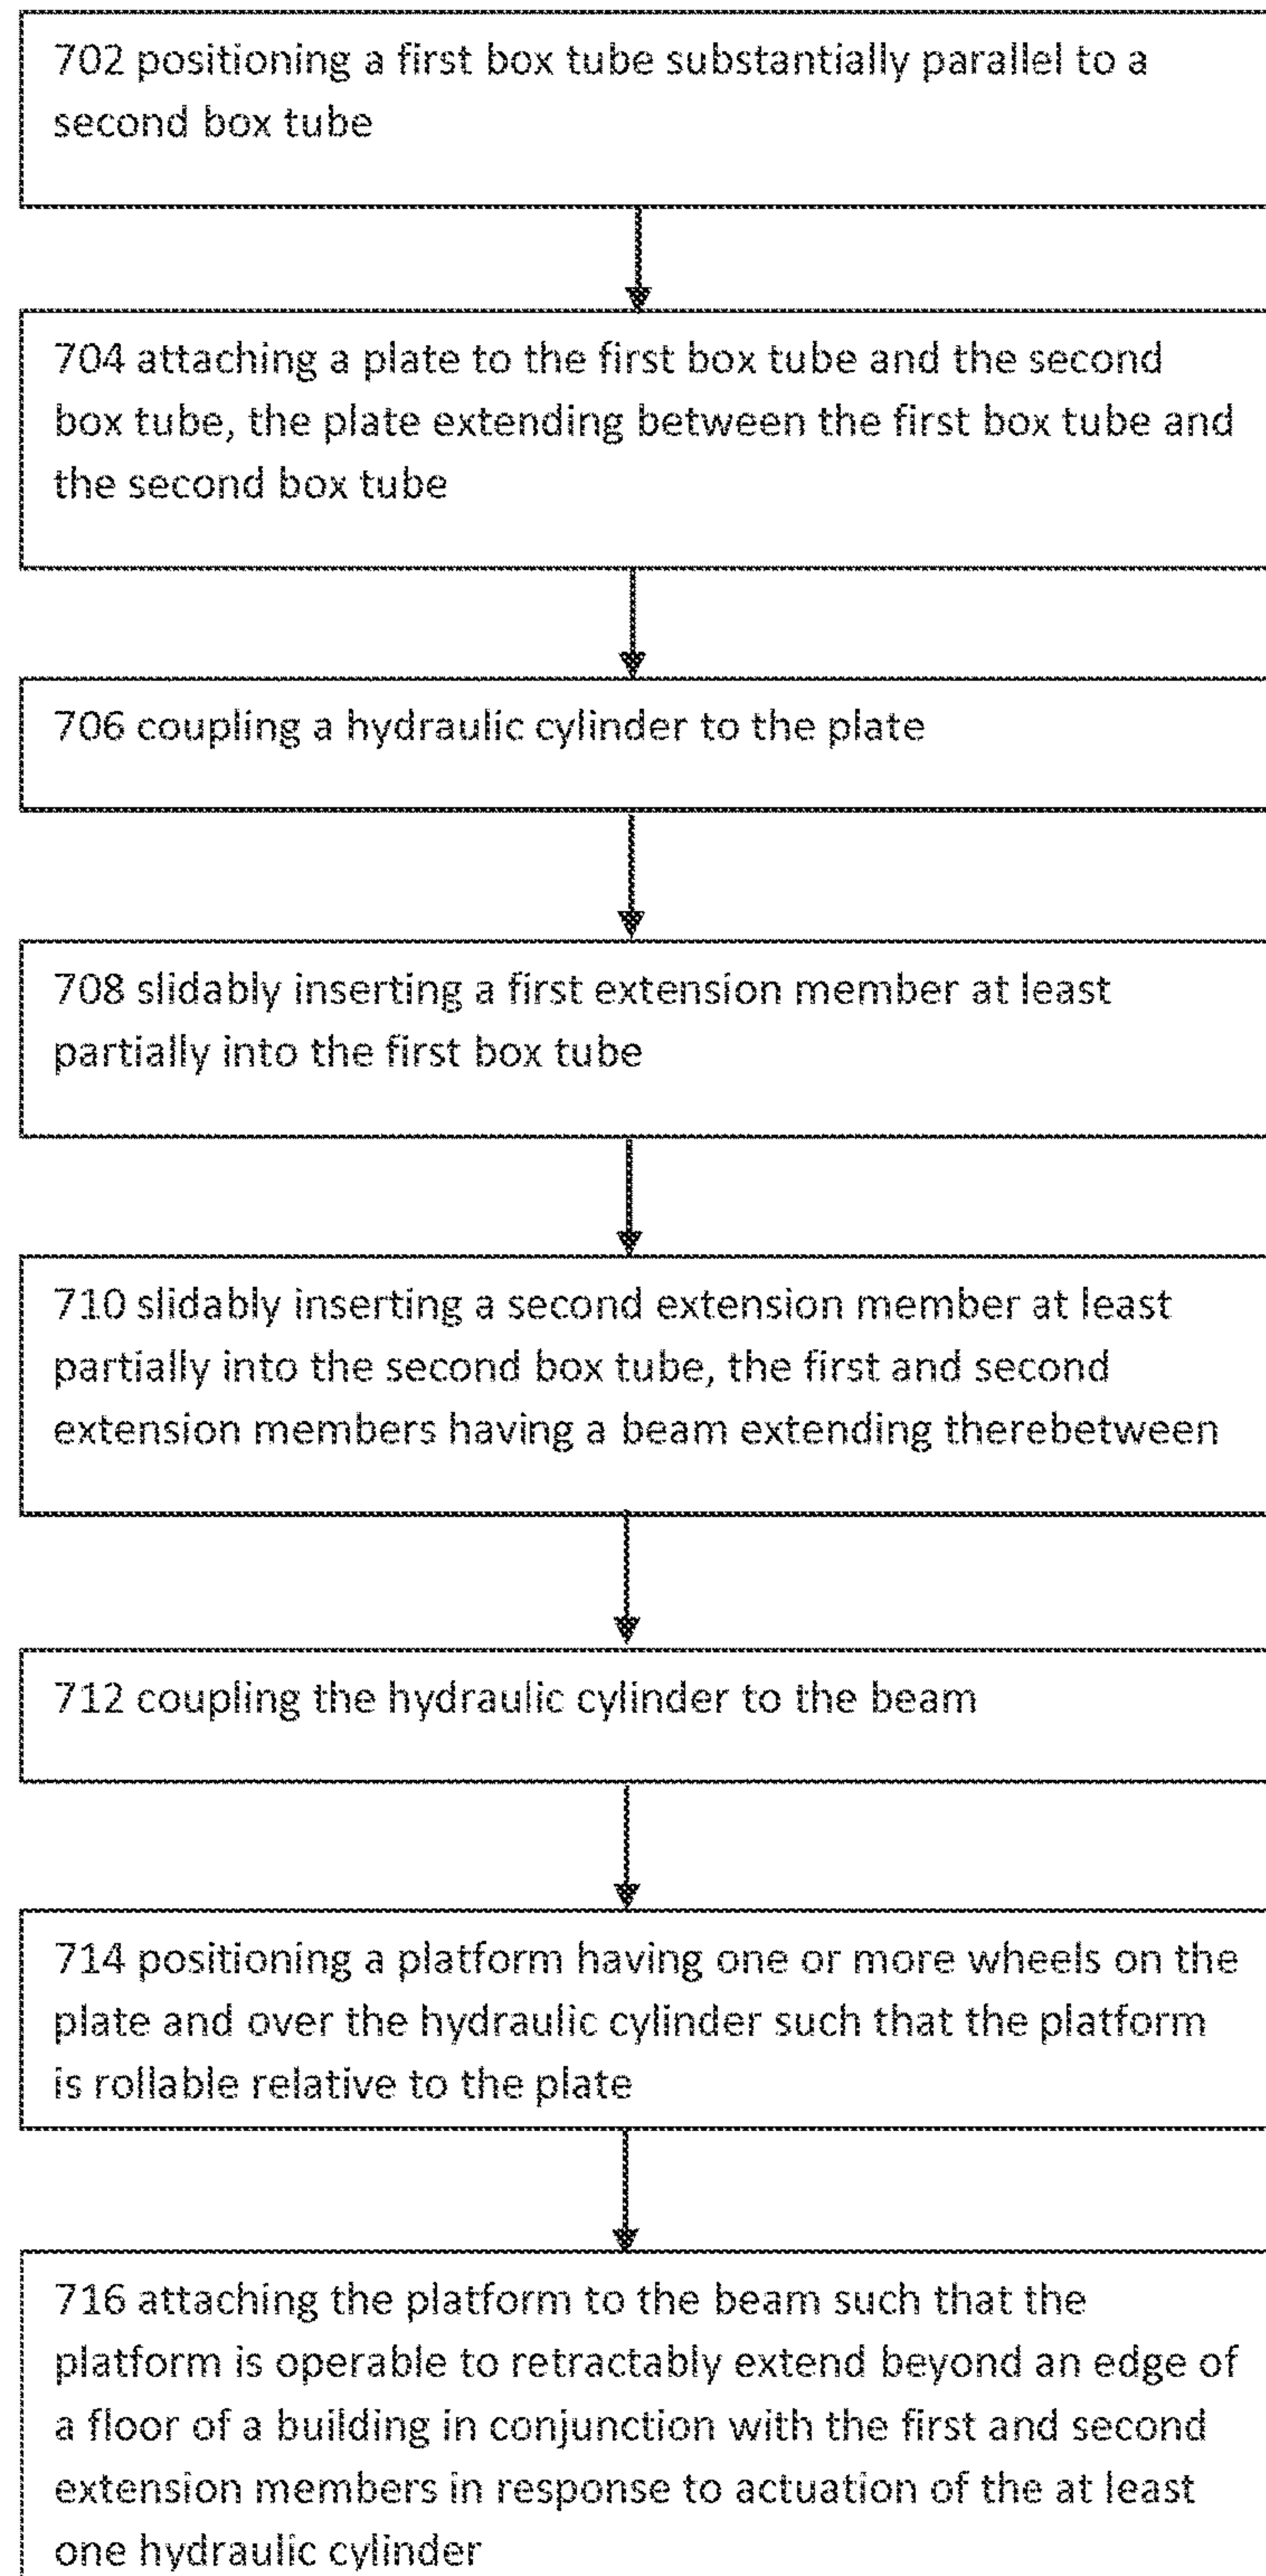 702 positioning a first box tube substantially parallel to a
second box tube
704 attaching a plate to the first box tube and the second
box tube, the plate extending between the first box tube and
the second box tube
706 coupling a hydraulic cylinder to the plate
708 slidably inserting a first extension member at least
partially into the first box tube
710 slidably inserting a second extension member at least
partially into the second box tube, the first and second
extension members having a beam extending therebetween
712 coupling the hydraulic cylinder to the beam
714 positioning a platform having one or more wheels on the
plate and over the hydraulic cylinder such that the platform
is rollable relative to the plate
716 attaching the platform to the beam such that the
platform is operable to retractably extend beyond an edge of
a floor of a building in conjunction with the first and second
extension members in response to actuation of the at least
one hydraulic cylinder